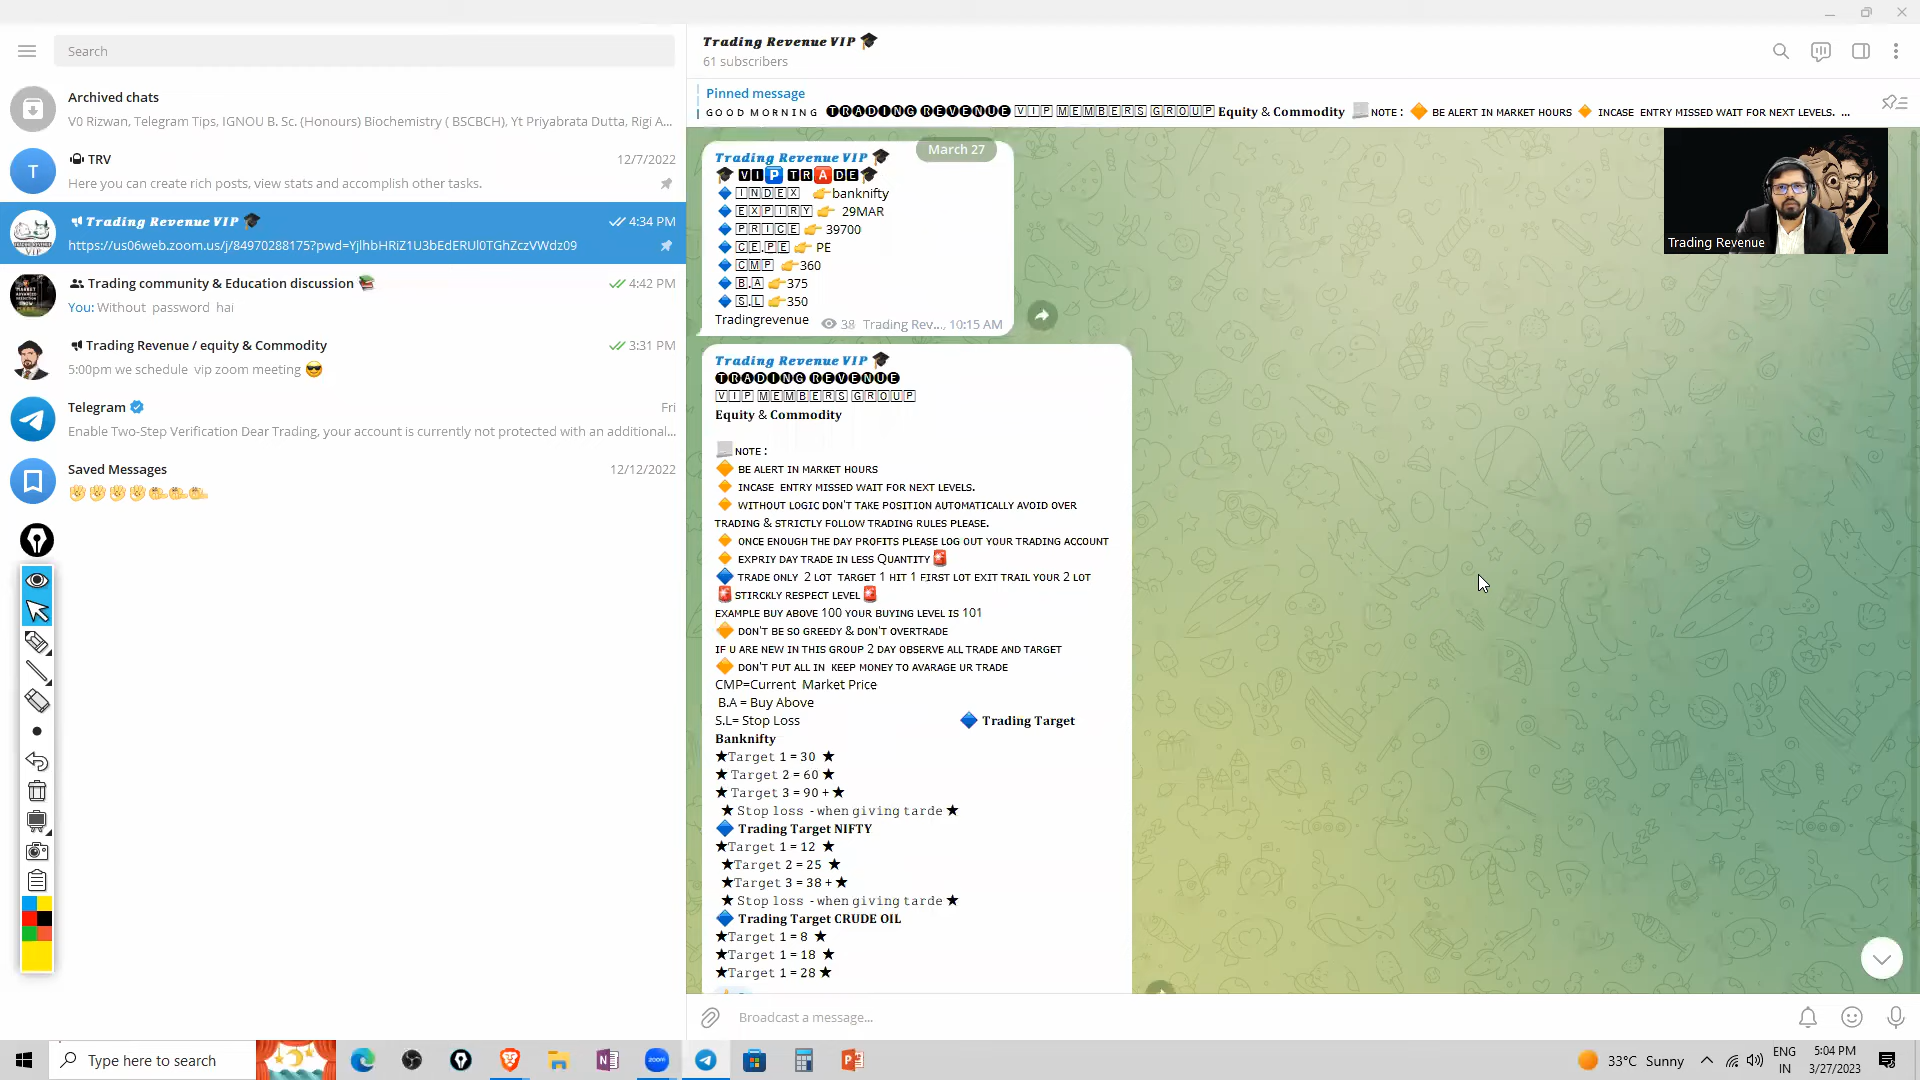 Search
Archived chats
V0 Rizwan, Telegram Tips, IGNOU B. Sc. (Honours) Biochemistry ( BSCBCH), Yt Priyabrata Dutta, Rigi A...
TRV 12/7/2022
Here you can create rich posts, view stats and accomplish other tasks.
Trading Revenue VIP 🎓 4:34 PM
https://us06web.zoom.us/j/84970288175?pwd=YjlhbHRiZ1U3bEdERUl0TGhZczVWdz09
Trading community & Education discussion 📚 4:42 PM
You: Without password hai
Trading Revenue / equity & Commodity 3:31 PM
5:00pm we schedule vip zoom meeting 😎
Telegram Fri
Enable Two-Step Verification Dear Trading, your account is currently not protected with an additional...
Saved Messages 12/12/2022
Trading Revenue VIP 🎓
61 subscribers
Pinned message
GOOD MORNING TRADING REVENUE VIP MEMBERS GROUP Equity & Commodity NOTE : 🔶 BE ALERT IN MARKET HOURS 🔸 INCASE ENTRY MISSED WAIT FOR NEXT LEVELS. ...
March 27
Trading Revenue VIP 🎓
🎓 VIP TRADE 🎓
🔷 INDEX 👉banknifty
🔷 EXPIRY 👉 29MAR
🔷 PRICE 👉 39700
🔷 CE.PE 👉 PE
🔷 CMP 👉360
🔷 B.A 👉375
🔷 S.L 👉350
Tradingrevenue 38 Trading Rev..., 10:15 AM
Trading Revenue
Trading Revenue VIP 🎓
TRADING REVENUE
VIP MEMBERS GROUP
Equity & Commodity
NOTE :
🔶 BE ALERT IN MARKET HOURS
🔸 INCASE ENTRY MISSED WAIT FOR NEXT LEVELS.
🔸 WITHOUT LOGIC DON'T TAKE POSITION AUTOMATICALLY AVOID OVER
TRADING & STRICTLY FOLLOW TRADING RULES PLEASE.
🔸 ONCE ENOUGH THE DAY PROFITS PLEASE LOG OUT YOUR TRADING ACCOUNT
🔸 EXPRIY DAY TRADE IN LESS QUANTITY 🚨
🔷 TRADE ONLY 2 LOT TARGET 1 HIT 1 FIRST LOT EXIT TRAIL YOUR 2 LOT
🚨 STIRCKLY RESPECT LEVEL 🚨
EXAMPLE BUY ABOVE 100 YOUR BUYING LEVEL IS 101
🔶 DON'T BE SO GREEDY & DON'T OVERTRADE
IF U ARE NEW IN THIS GROUP 2 DAY OBSERVE ALL TRADE AND TARGET
🔶 DON'T PUT ALL IN KEEP MONEY TO AVARAGE UR TRADE
CMP=Current Market Price
B.A = Buy Above
S.L= Stop Loss 🔷 Trading Target
Banknifty
★Target 1 = 30 ★
★Target 2 = 60 ★
★Target 3 = 90 + ★
★Stop loss - when giving tarde ★
🔷 Trading Target NIFTY
★Target 1 = 12 ★
★Target 2 = 25 ★
★Target 3 = 38 + ★
★Stop loss - when giving tarde ★
🔷 Trading Target CRUDE OIL
★Target 1 = 8 ★
★Target 1 = 18 ★
★Target 1 = 28 ★
Broadcast a message...
Type here to search
33°C Sunny
ENG
IN
5:04 PM
3/27/2023